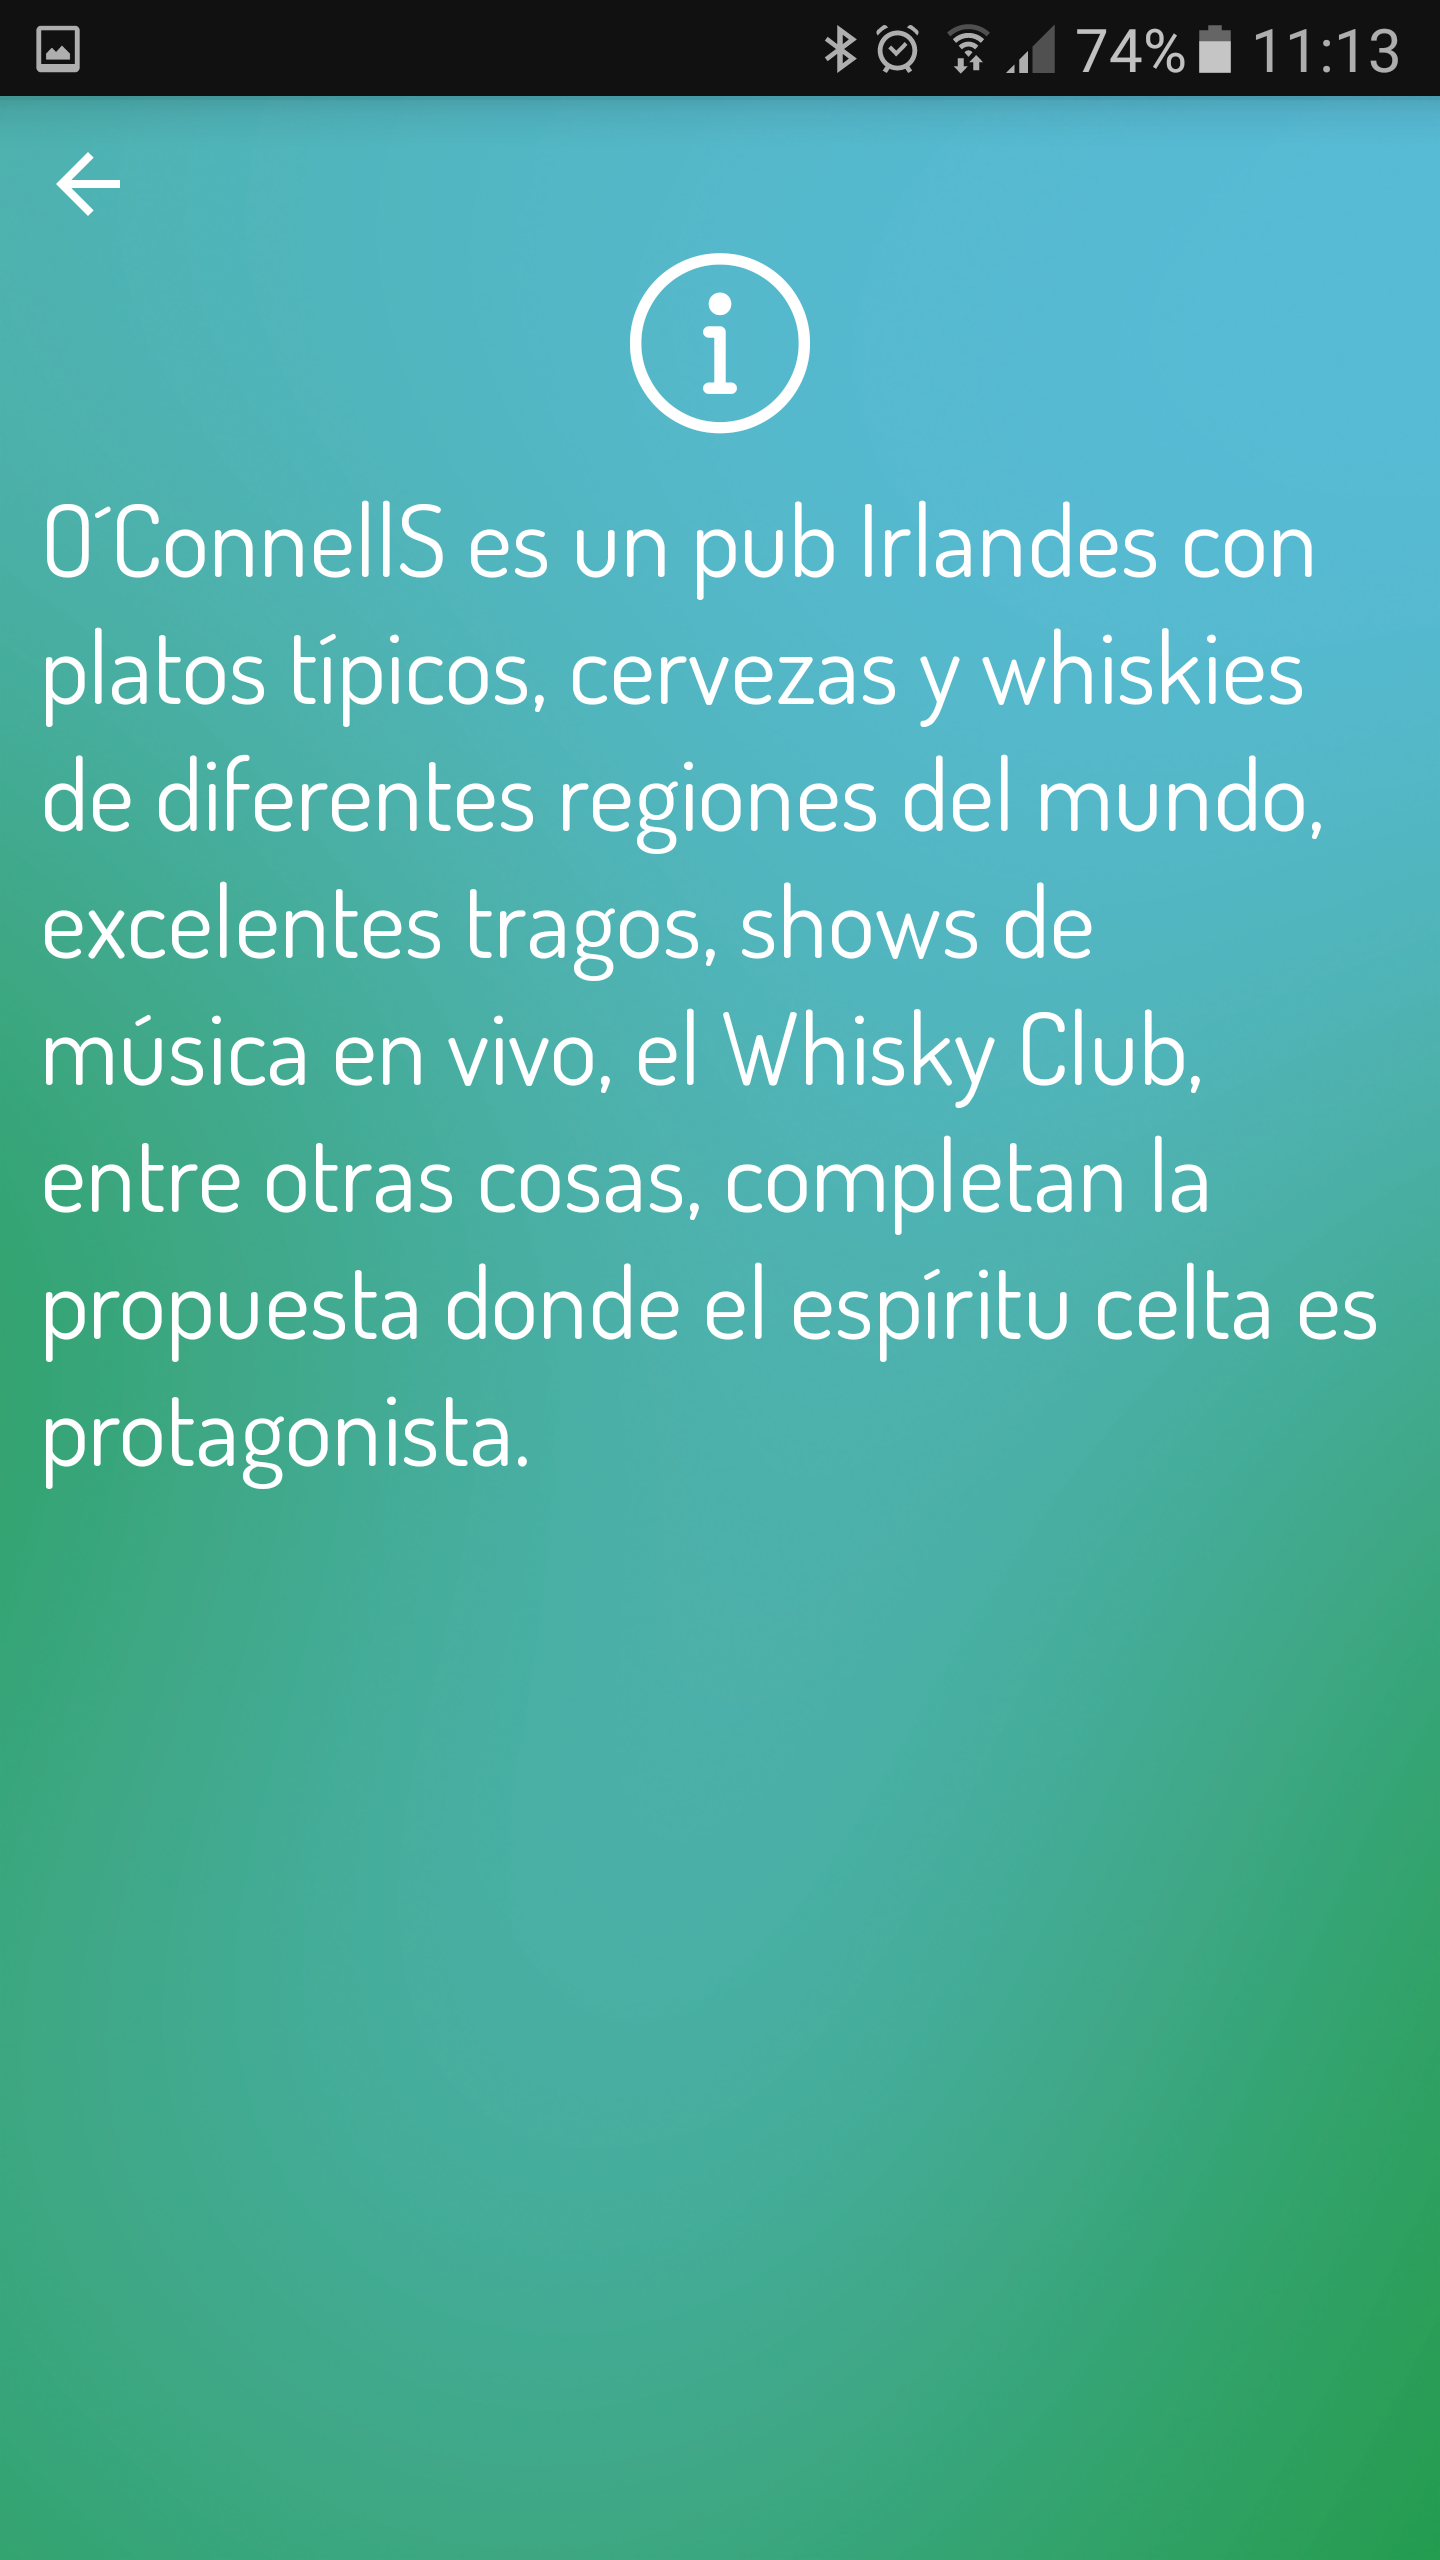 74% 11:13
O´ConnellS es un pub Irlandes con
platos típicos, cervezas y whiskies
de diferentes regiones del mundo,
excelentes tragos, shows de
música en vivo, el Whisky Club,
entre otras cosas, completan la
propuesta donde el espíritu celta es
protagonista.